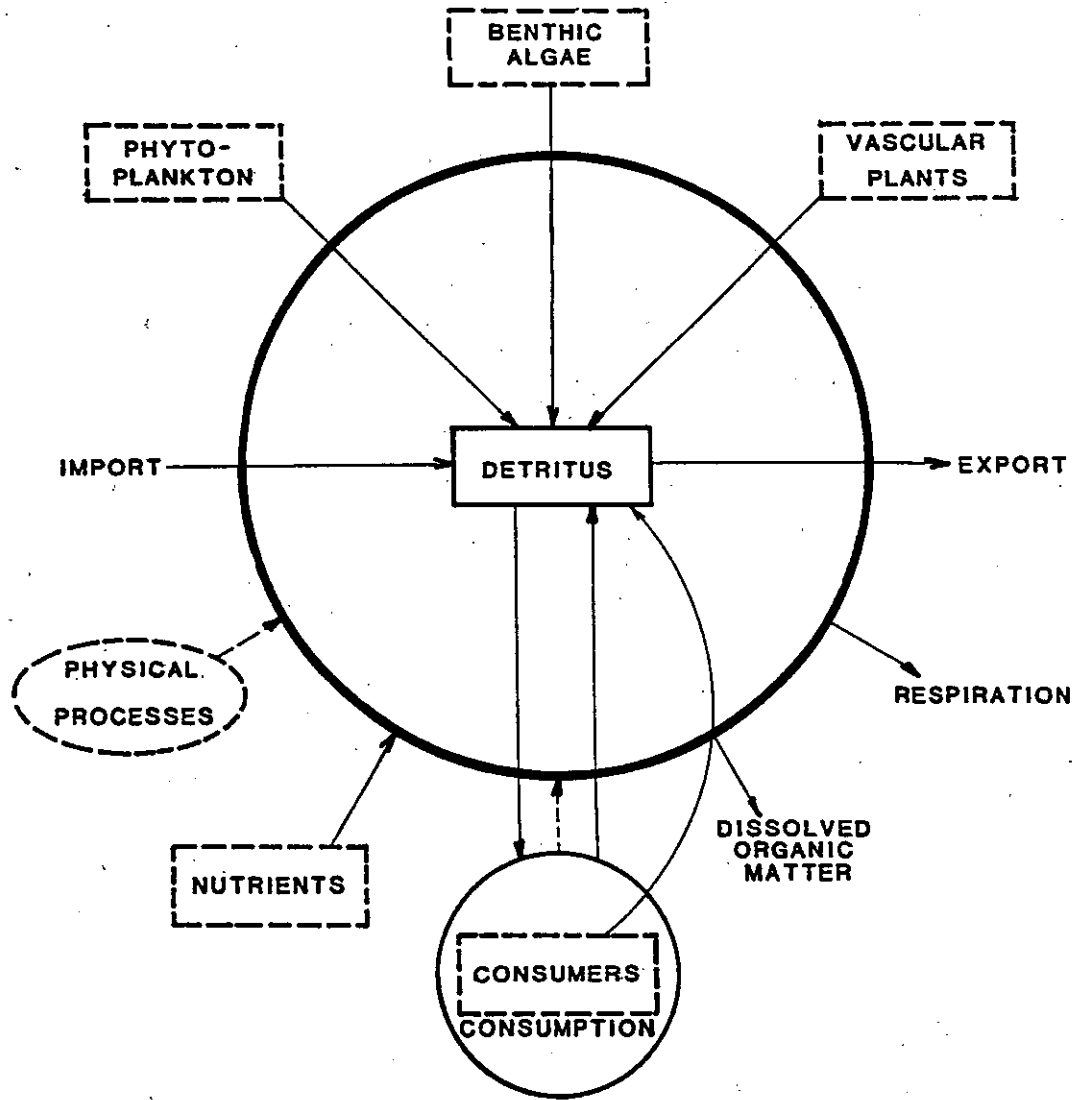 BENTHIC
ALGAE
PHYTO-
PLANKTON
VASCULAR
PLANTS
IMPORT
DETRITUS
EXPORT
PHYSICAL
PROCESSES
RESPIRATION
NUTRIENTS
DISSOLVED
ORGANIC
MATTER
CONSUMERS
CONSUMPTION